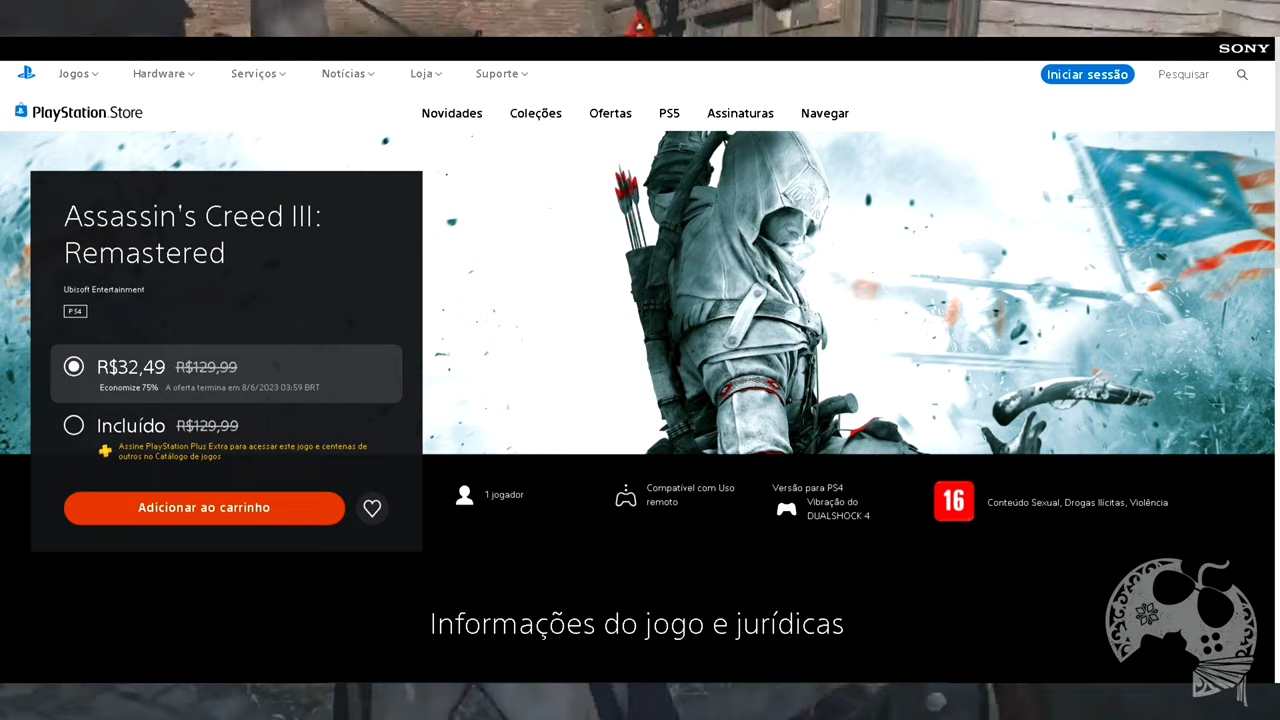 SONY
Jogos
Hardware
Serviços
Notícias
Loja
Suporte
Iniciar sessão
Pesquisar
PlayStation Store
Novidades
Coleções
Ofertas
PS5
Assinaturas
Navegar
Assassin's Creed III:
Remastered
Ubisoft Entertainment
PS4
R$32,49 R$129,99
Economize 75% A oferta termina em 8/6/2023 03:59 BRT
Incluído R$129,99
Assine PlayStation Plus Extra para acessar este jogo e centenas de
outros no Catálogo de jogos
Adicionar ao carrinho
1 jogador
Compatível com Uso
remoto
Versão para PS4
Vibração do
DUALSHOCK 4
16
Conteúdo Sexual, Drogas Ilícitas, Violência
Informações do jogo e jurídicas